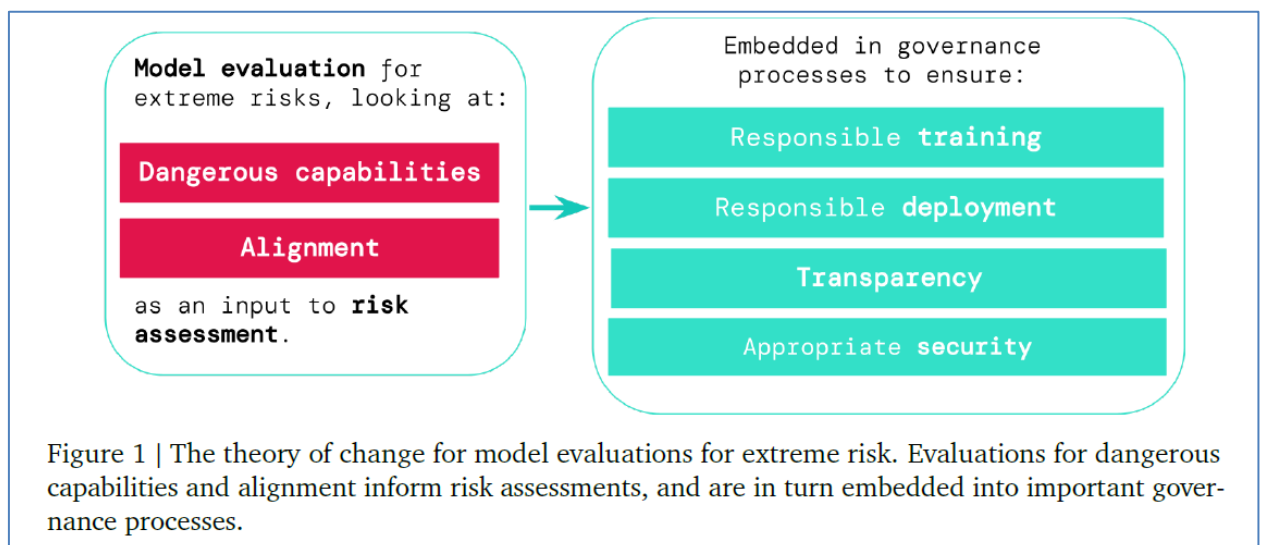 Model evaluation for
extreme risks, looking at:
Dangerous capabilities
Alignment
as an input to risk
assessment.
Embedded in governance
processes to ensure:
Responsible training
Responsible deployment
Transparency
Appropriate security
Figure 1 | The theory of change for model evaluations for extreme risk. Evaluations for dangerous
capabilities and alignment inform risk assessments, and are in turn embedded into important gover-
nance processes.